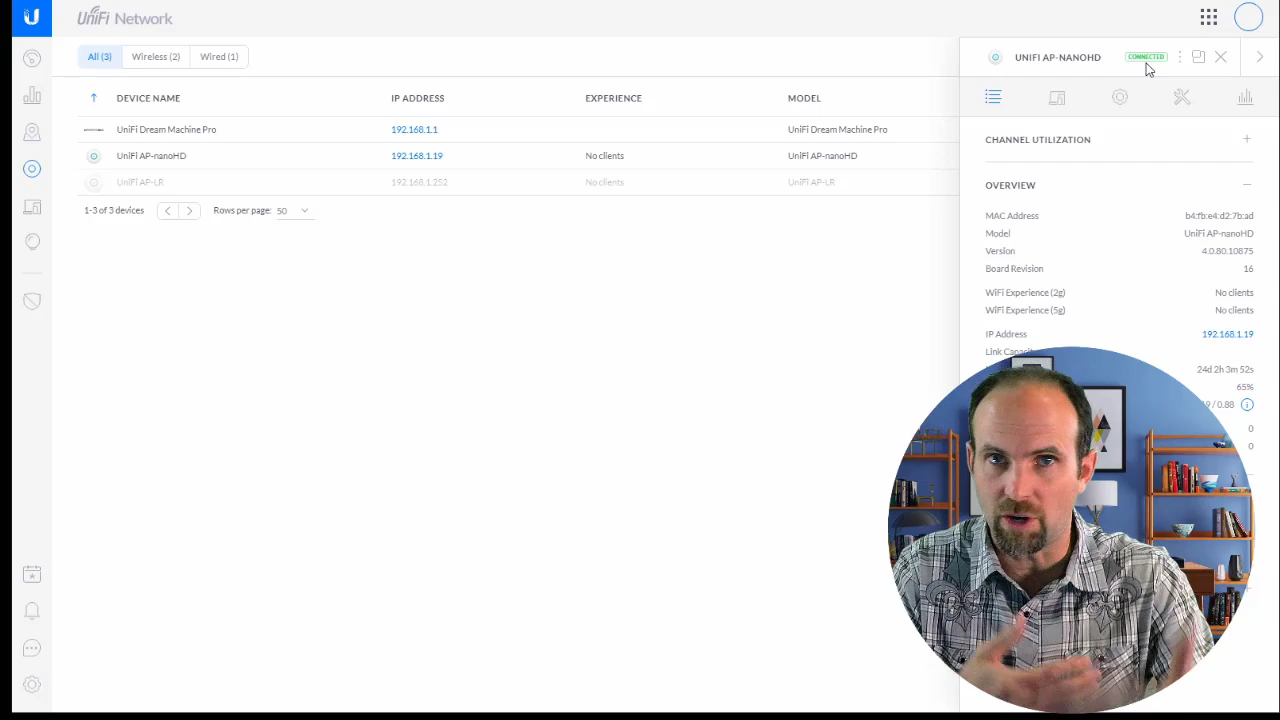 UniFi Network
All (3) Wireless (2) Wired (1)
DEVICE NAME IP ADDRESS EXPERIENCE MODEL
UniFi Dream Machine Pro 192.168.1.1 UniFi Dream Machine Pro
UniFi AP-nanoHD 192.168.1.19 No clients UniFi AP-nanoHD
UniFi AP-LR 192.168.1.252 No clients UniFi AP-LR
1-3 of 3 devices Rows per page: 50
UNIFI AP-NANOHD CONNECTED
CHANNEL UTILIZATION
OVERVIEW
MAC Address b4:fb:e4:d2:7b:ad
Model UniFi AP-nanoHD
Version 4.0.80.10875
Board Revision 16
WiFi Experience (2g) No clients
WiFi Experience (5g) No clients
IP Address 192.168.1.19
Link
24d 2h 3m 52s
65%
/ 0.88
0
0